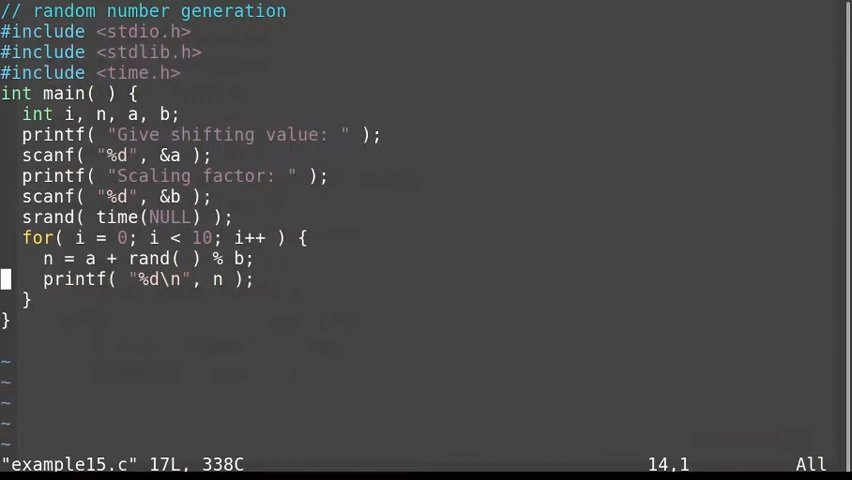 // random number generation
#include <stdio.h>
#include <stdlib.h>
#include <time.h>
int main( ) {
  int i, n, a, b;
  printf( "Give shifting value: " );
  scanf( "%d", &a );
  printf( "Scaling factor: " );
  scanf( "%d", &b );
  srand( time(NULL) );
  for( i = 0; i < 10; i++ ) {
    n = a + rand( ) % b;
    printf( "%d\n", n );
  }
}
~
~
~
~
~
"example15.c" 17L, 338C 14,1 All